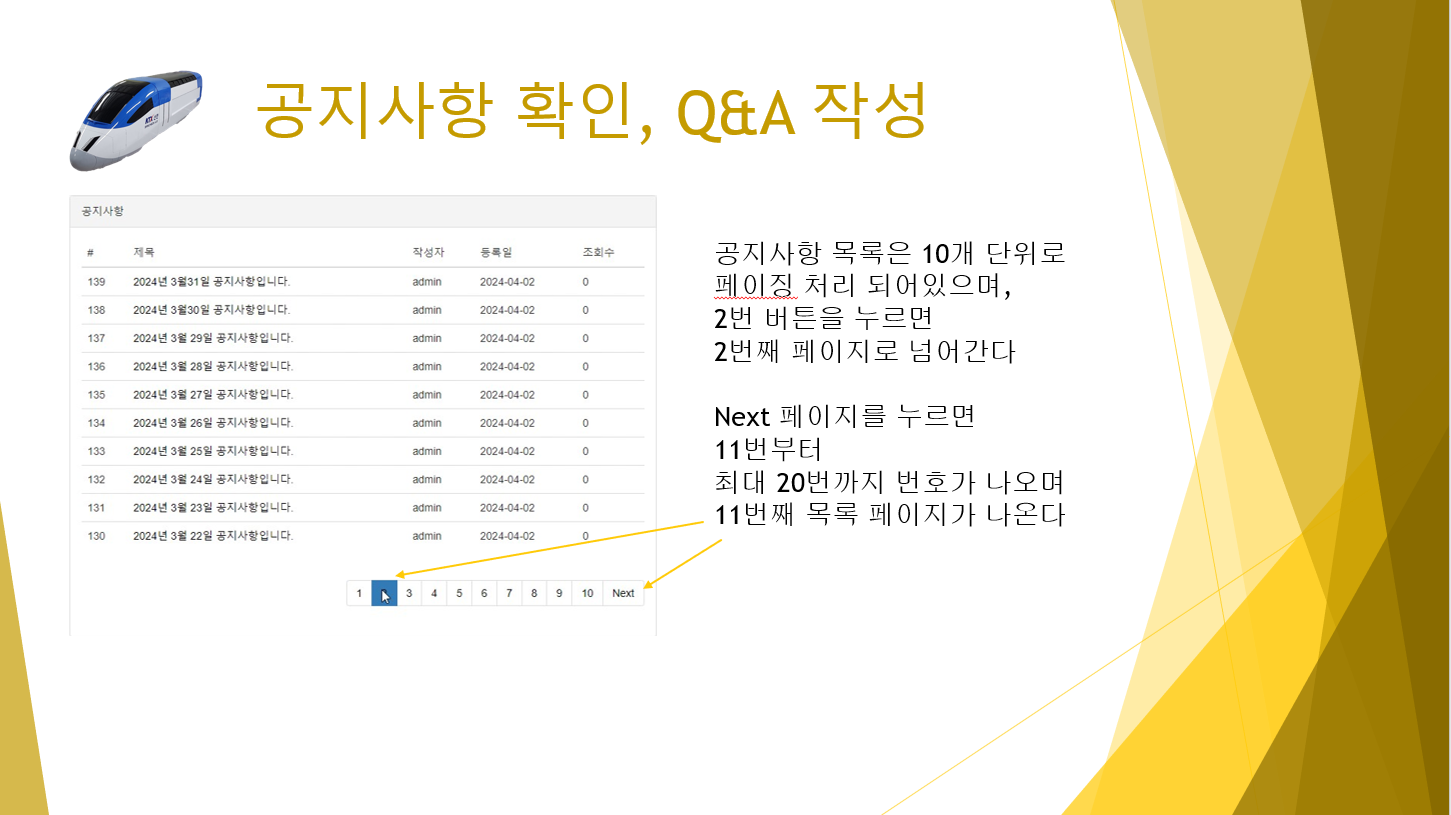 공지사항 확인, Q&A 작성
공지사항
# 제목 작성자 등록일 조회수
139 2024년 3월31일 공지사항입니다. admin 2024-04-02 0
138 2024년 3월30일 공지사항입니다. admin 2024-04-02 0
137 2024년 3월 29일 공지사항입니다. admin 2024-04-02 0
136 2024년 3월 28일 공지사항입니다. admin 2024-04-02 0
135 2024년 3월 27일 공지사항입니다. admin 2024-04-02 0
134 2024년 3월 26일 공지사항입니다. admin 2024-04-02 0
133 2024년 3월 25일 공지사항입니다. admin 2024-04-02 0
132 2024년 3월 24일 공지사항입니다. admin 2024-04-02 0
131 2024년 3월 23일 공지사항입니다. admin 2024-04-02 0
130 2024년 3월 22일 공지사항입니다. admin 2024-04-02 0
1 3 4 5 6 7 8 9 10 Next
공지사항 목록은 10개 단위로
페이징 처리 되어있으며,
2번 버튼을 누르면
2번째 페이지로 넘어간다
Next 페이지를 누르면
11번부터
최대 20번까지 번호가 나오며
11번째 목록 페이지가 나온다